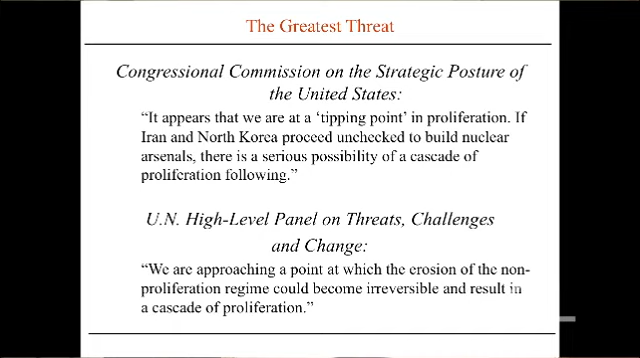 The Greatest Threat
Congressional Commission on the Strategic Posture of
the United States:
“It appears that we are at a ‘tipping point’ in proliferation. If
Iran and North Korea proceed unchecked to build nuclear
arsenals, there is a serious possibility of a cascade of
proliferation following.”
U.N. High-Level Panel on Threats, Challenges
and Change:
“We are approaching a point at which the erosion of the non-
proliferation regime could become irreversible and result in
a cascade of proliferation.”